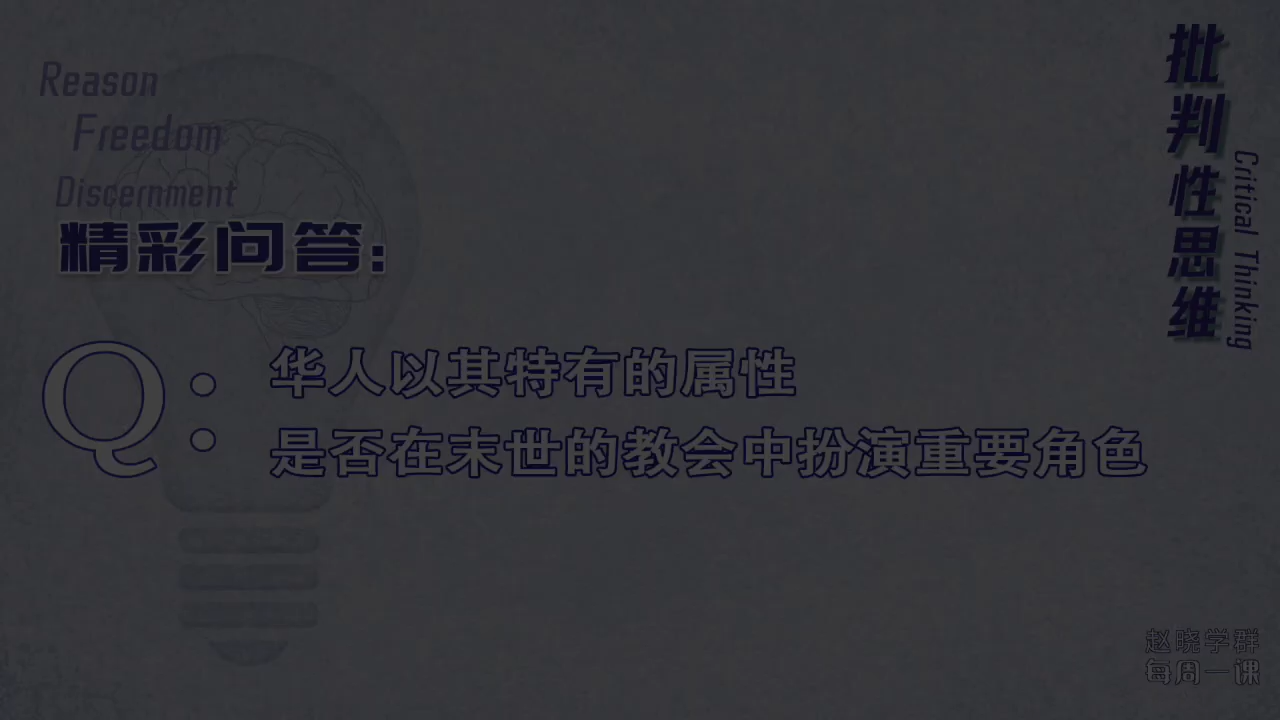 Reason
Freedom
Discernment
精彩问答:
Q:
华人以其特有的属性
是否在末世的教会中扮演重要角色
批判性思维
Critical Thinking
赵晓学群
每周一课